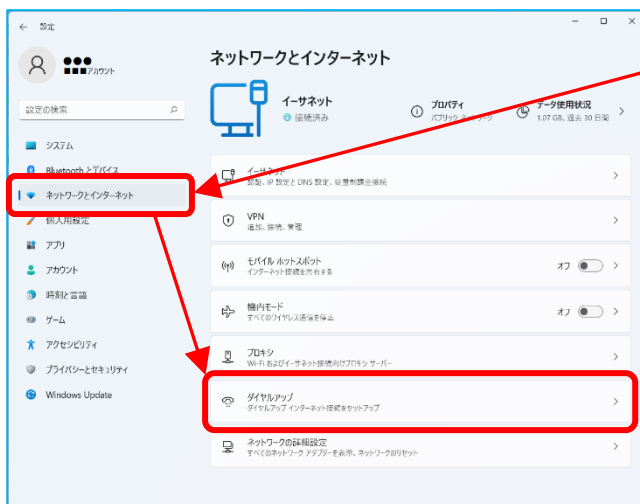 設定
アカウント
設定の検索
システム
Bluetooth とデバイス
ネットワークとインターネット
個人用設定
アプリ
アカウント
時刻と言語
ゲーム
アクセシビリティ
プライバシーとセキュリティ
Windows Update
ネットワークとインターネット
イーサネット
接続済み
プロパティ
パブリック ネットワーク
データ使用状況
1.07 GB、過去 30 日間
イーサネット
認証、IP 設定と DNS 設定、従量制課金接続
VPN
追加、接続、管理
モバイル ホットスポット
インターネット接続を共有する
オフ
機内モード
すべてのワイヤレス通信を停止
オフ
プロキシ
Wi-Fi およびイーサネット接続向けプロキシ サーバー
ダイヤルアップ
ダイヤルアップ インターネット接続をセットアップ
ネットワークの詳細設定
すべてのネットワーク アダプターを表示、ネットワークのリセット